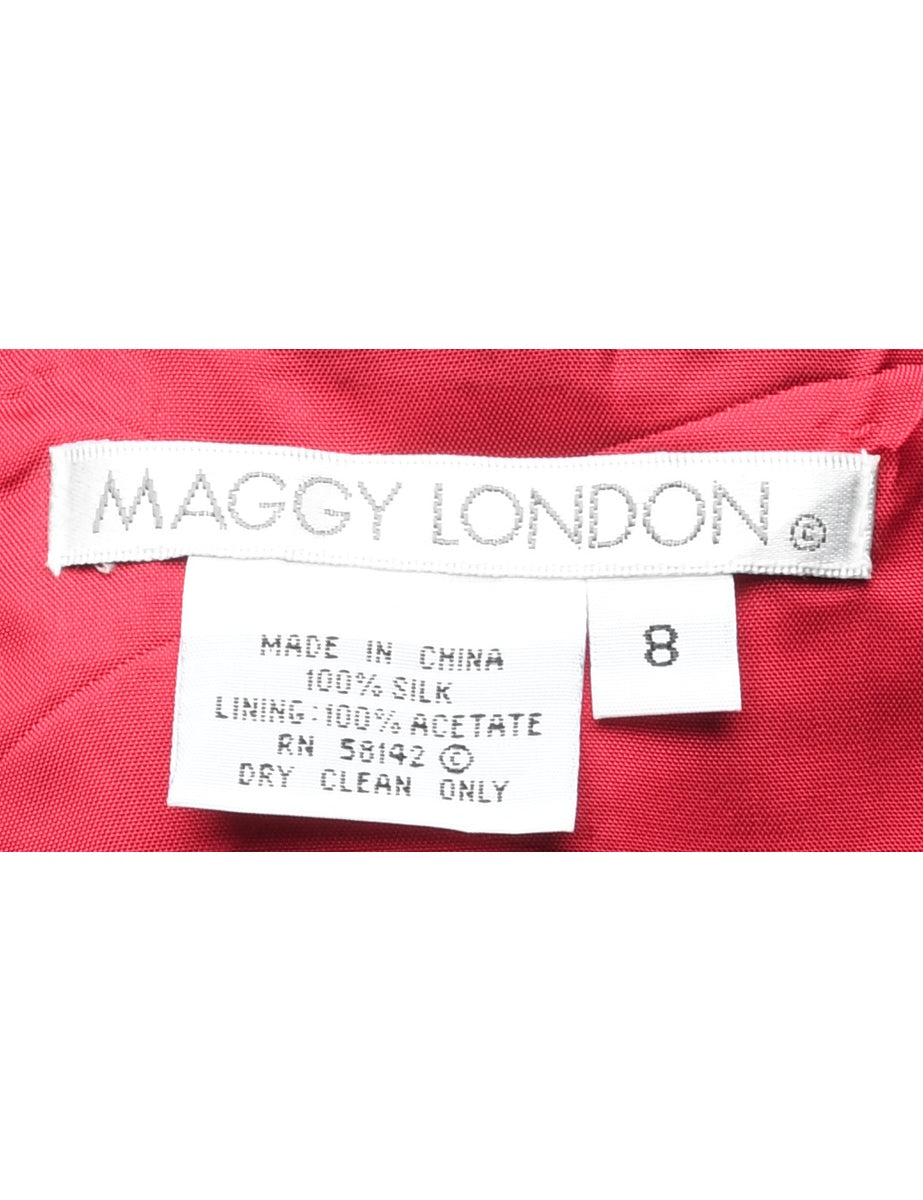 MAGGY LONDON ©
8
MADE IN CHINA
100% SILK
LINING: 100% ACETATE
RN 58142 ©
DRY CLEAN ONLY